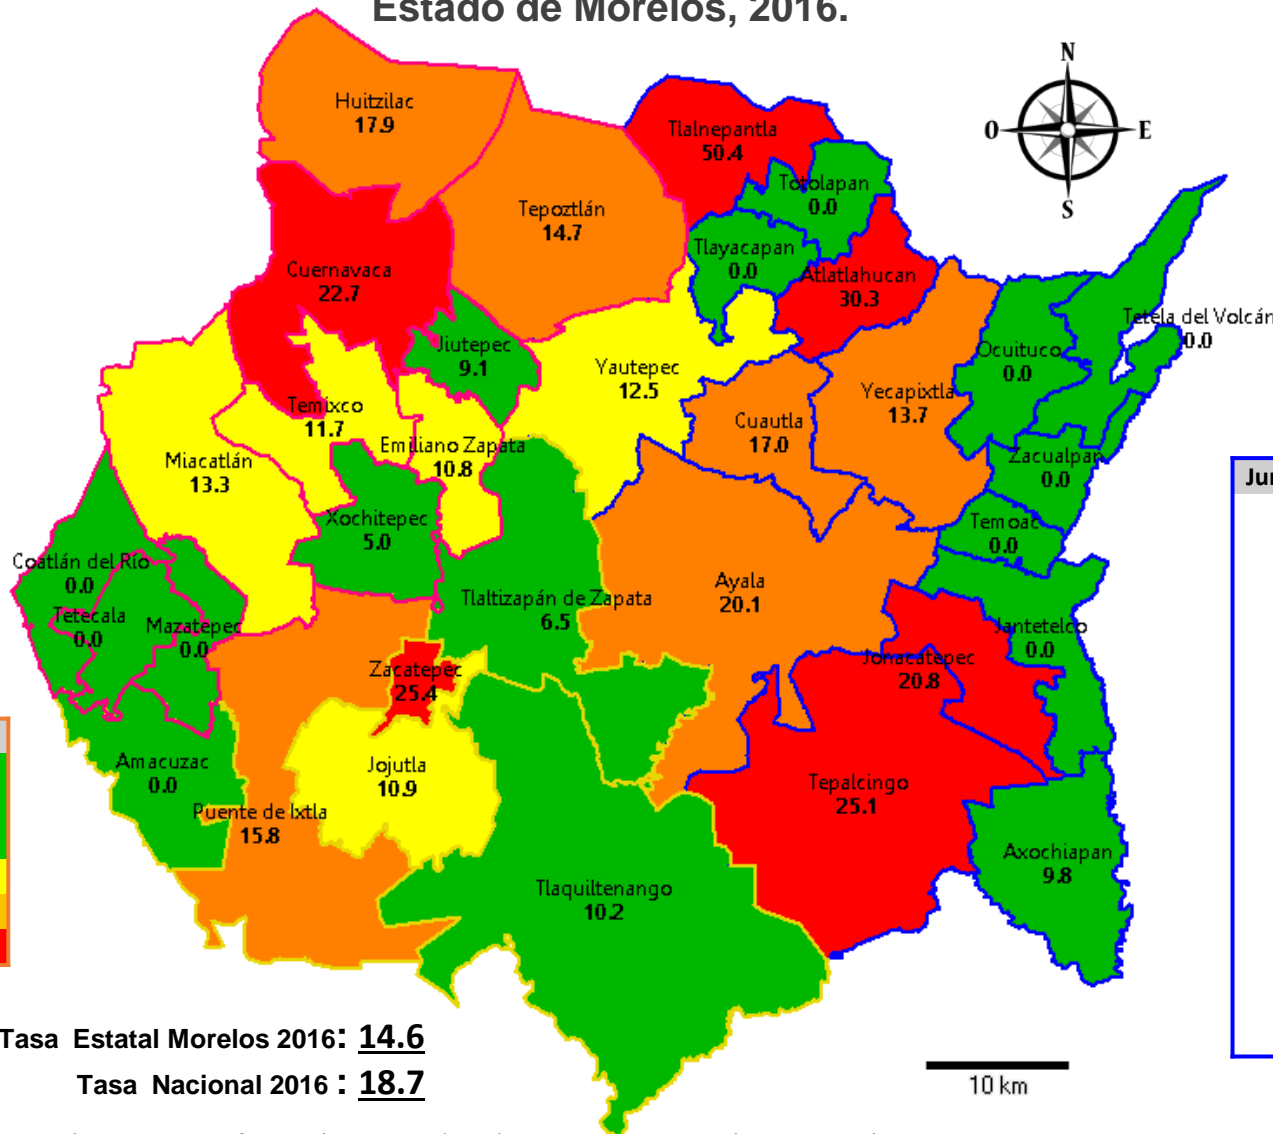 Estado de Morelos, 2016.
N
O
E
S
Huitzilac
17.9
Tlalnepantla
50.4
Totolapan
0.0
Tepoztlán
14.7
Tlayacapan
0.0
Atlatlahucan
30.3
Cuernavaca
22.7
Tetela del Volcán
0.0
Jiutepec
9.1
Ocuituco
0.0
Yautepec
12.5
Yecapixtla
13.7
Temixco
11.7
Cuautla
17.0
Emiliano Zapata
10.8
Zacualpan
0.0
Miacatlán
13.3
Jur
Xochitepec
5.0
Temoac
0.0
Coatlán del Río
0.0
Ayala
20.1
Tlaltizapán de Zapata
6.5
Tetecala
0.0
Mazatepec
0.0
Jantetelco
0.0
Jonacatepec
20.8
Zacatepec
25.4
Amacuzac
0.0
Jojutla
10.9
Tepalcingo
25.1
Puente de Ixtla
15.8
Axochiapan
9.8
Tlaquiltenango
10.2
Tasa Estatal Morelos 2016: 14.6
Tasa Nacional 2016 : 18.7
10 km